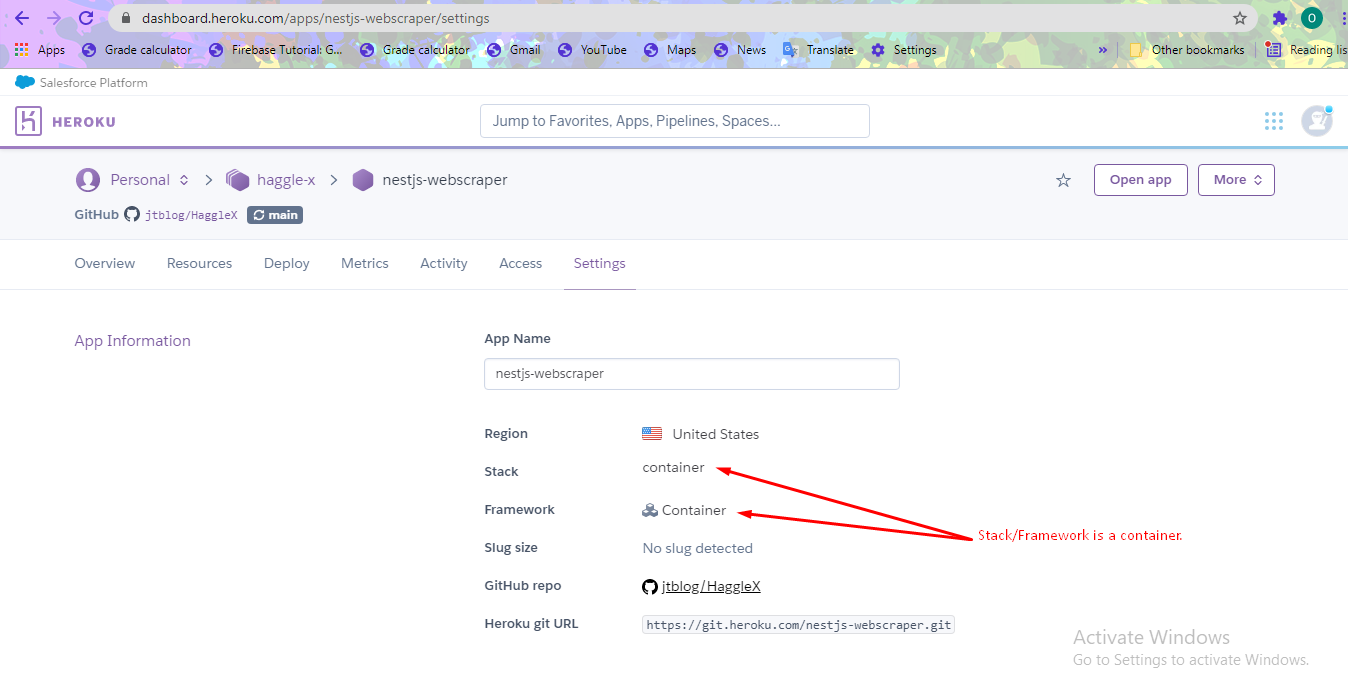 dashboard.heroku.com/apps/nestjs-webscraper/settings
O
Apps Grade calculator Firebase Tutorial: G... Grade calculator Gmail YouTube Maps News Translate Settings » Other bookmarks Reading lis
Salesforce Platform
HEROKU
Jump to Favorites, Apps, Pipelines, Spaces...
Personal haggle-x nestjs-webscraper
Open app
More
GitHub jtblog/HaggleX main
Overview Resources Deploy Metrics Activity Access Settings
App Information
App Name
nestjs-webscraper
Region United States
Stack container
Framework Container
Stack/Framework is a container.
Slug size No slug detected
GitHub repo jtblog/HaggleX
Heroku git URL https://git.heroku.com/nestjs-webscraper.git
Activate Windows
Go to Settings to activate Windows.